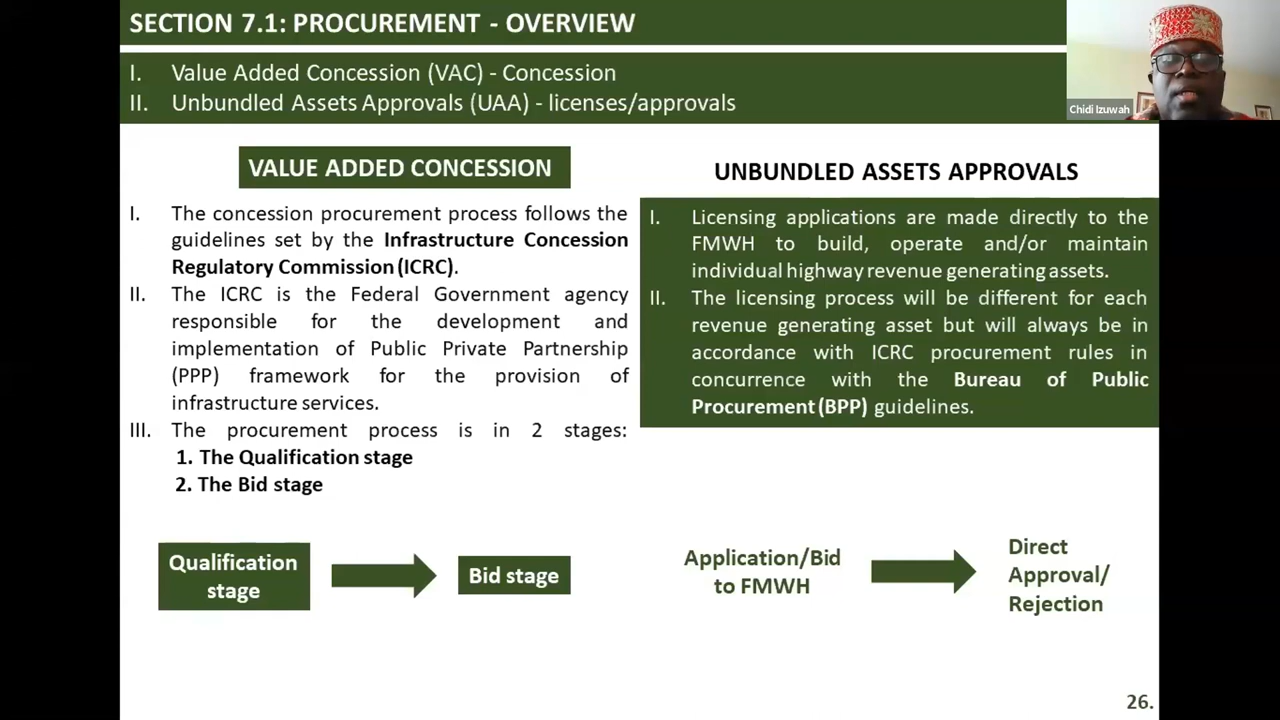 SECTION 7.1: PROCUREMENT - OVERVIEW
I. Value Added Concession (VAC) - Concession
II. Unbundled Assets Approvals (UAA) - licenses/approvals
Chidi Izuwah
VALUE ADDED CONCESSION
I. The concession procurement process follows the
guidelines set by the Infrastructure Concession
Regulatory Commission (ICRC).
II. The ICRC is the Federal Government agency
responsible for the development and
implementation of Public Private Partnership
(PPP) framework for the provision of
infrastructure services.
III. The procurement process is in 2 stages:
1. The Qualification stage
2. The Bid stage
Qualification
stage
Bid stage
UNBUNDLED ASSETS APPROVALS
I. Licensing applications are made directly to the
FMWH to build, operate and/or maintain
individual highway revenue generating assets.
II. The licensing process will be different for each
revenue generating asset but will always be in
accordance with ICRC procurement rules in
concurrence with the Bureau of Public
Procurement (BPP) guidelines.
Application/Bid
to FMWH
Direct
Approval/
Rejection
26.